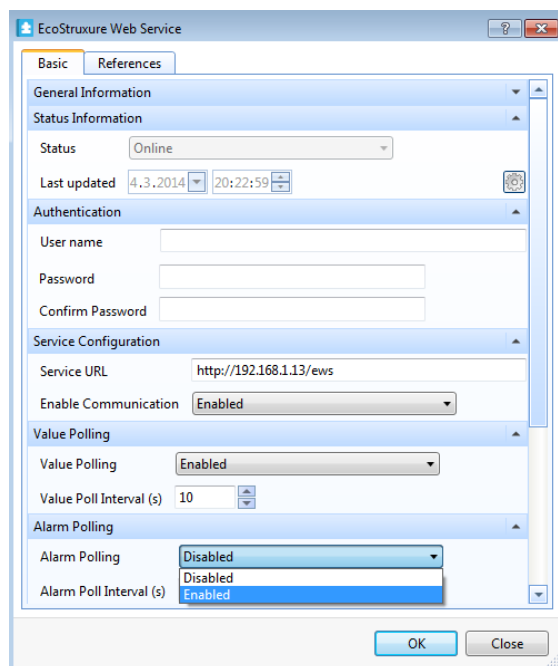 EcoStruxure Web Service
?
Basic References
General Information
Status Information
Status Online
Last updated 4.3.2014 20:22:59
Authentication
User name
Password
Confirm Password
Service Configuration
Service URL http://192.168.1.13/ews
Enable Communication Enabled
Value Polling
Value Polling Enabled
Value Poll Interval (s) 10
Alarm Polling
Alarm Polling Disabled
Disabled
Alarm Poll Interval (s) Enabled
OK Close